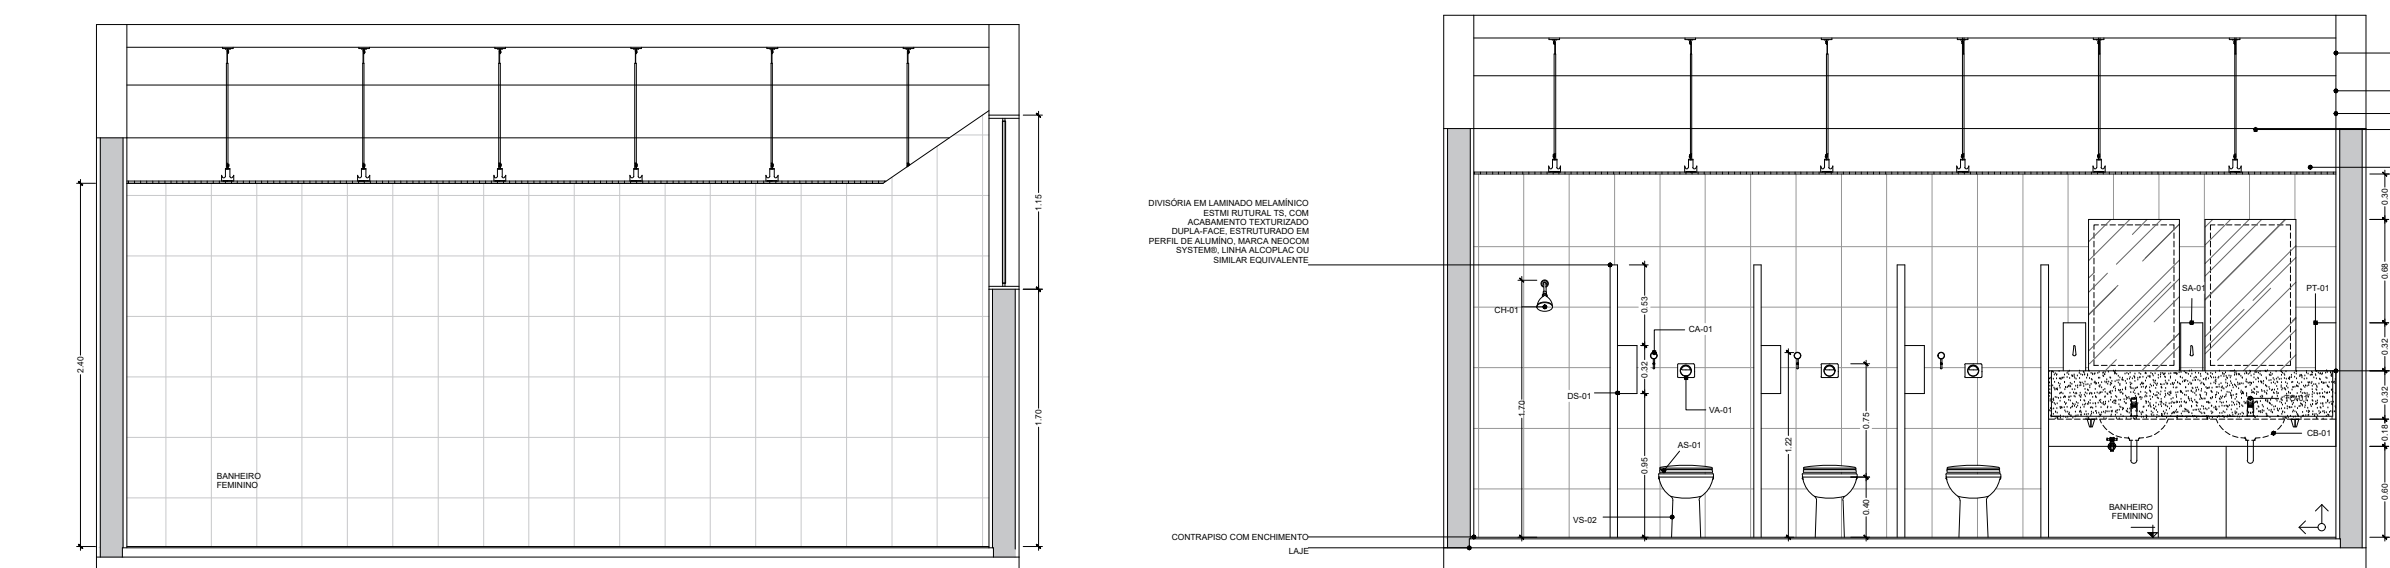 2.40
BANHEIRO
FEMININO
1.15
1.70
DIVISÓRIA EM LAMINADO MELAMÍNICO
ESTMI RUTURAL TS, COM
ACABAMENTO TEXTURIZADO
DUPLA-FACE, ESTRUTURADO EM
PERFIL DE ALUMÍNO, MARCA NEOCOM
SYSTEM®, LINHA ALCOPLAC OU
SIMILAR EQUIVALENTE
CONTRAPISO COM ENCHIMENTO
LAJE
CH-01
1.70
DS-01
0.53
0.32
0.95
CA-01
VA-01
AS-01
VS-02
1.22
0.75
0.40
SA-01
PT-01
CB-01
BANHEIRO
FEMININO
0.30
0.68
0.32
0.32
0.18
0.60